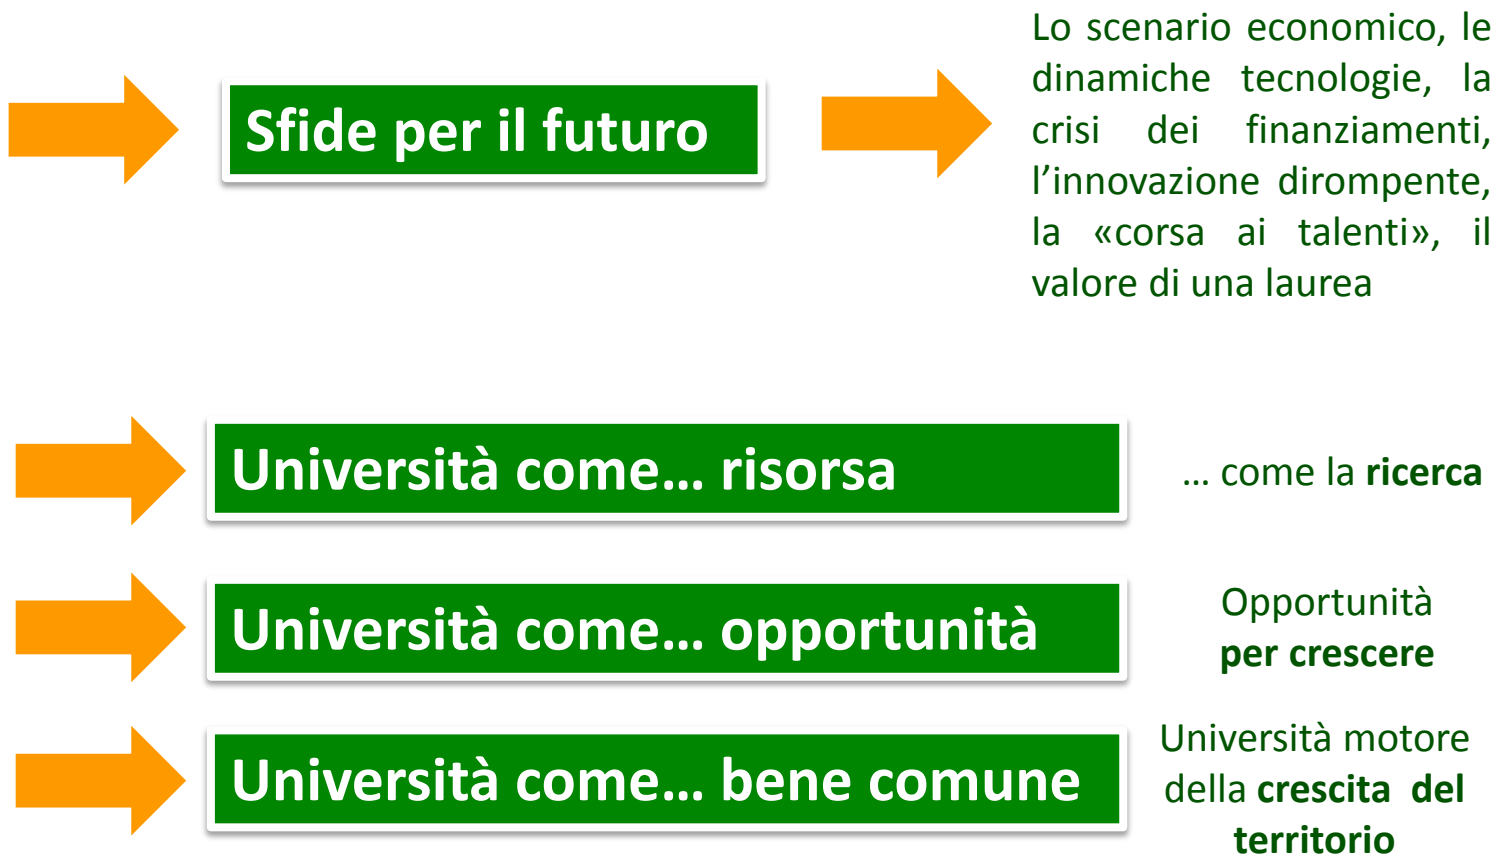 Sfide per il futuro
Lo scenario economico, le
dinamiche tecnologie, la
crisi dei finanziamenti,
l’innovazione dirompente,
la «corsa ai talenti», il
valore di una laurea
Università come... risorsa
... come la ricerca
Università come... opportunità
Opportunità
per crescere
Università come... bene comune
Università motore
della crescita del
territorio